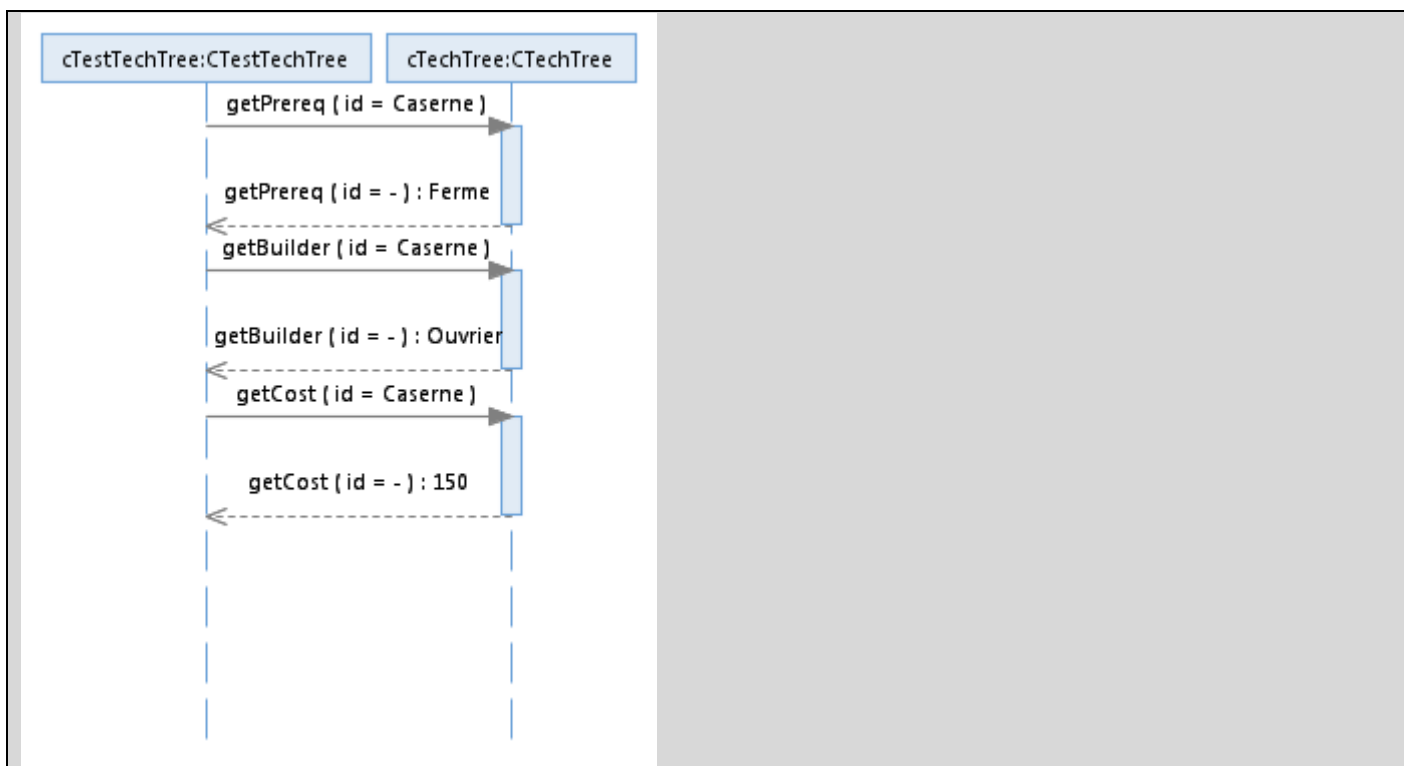 cTestTechTree:CTestTechTree
cTechTree:CTechTree
getPrereq ( id = Caserne )
getPrereq ( id = - ) : Ferme
getBuilder ( id = Caserne )
getBuilder ( id = - ) : Ouvrier
getCost ( id = Caserne )
getCost ( id = - ) : 150